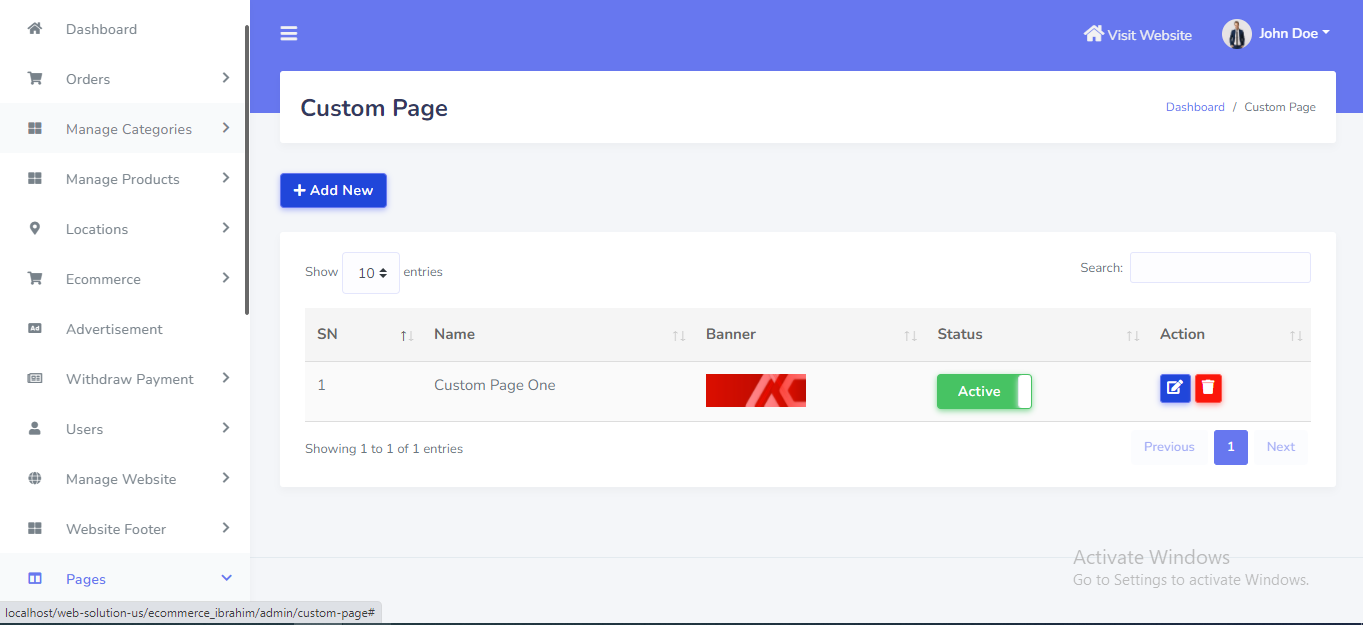 Dashboard
Orders
Manage Categories
Manage Products
Locations
Ecommerce
Ad
Advertisement
Withdraw Payment
Users
Manage Website
Website Footer
Pages
Visit Website
John Doe
Custom Page
Dashboard / Custom Page
Add New
Show 10 entries
Search:
SN Name Banner Status Action
1 Custom Page One Active
Showing 1 to 1 of 1 entries
Previous 1 Next
Activate Windows
Go to Settings to activate Windows.
localhost/web-solution-us/ecommerce_ibrahim/admin/custom-page#